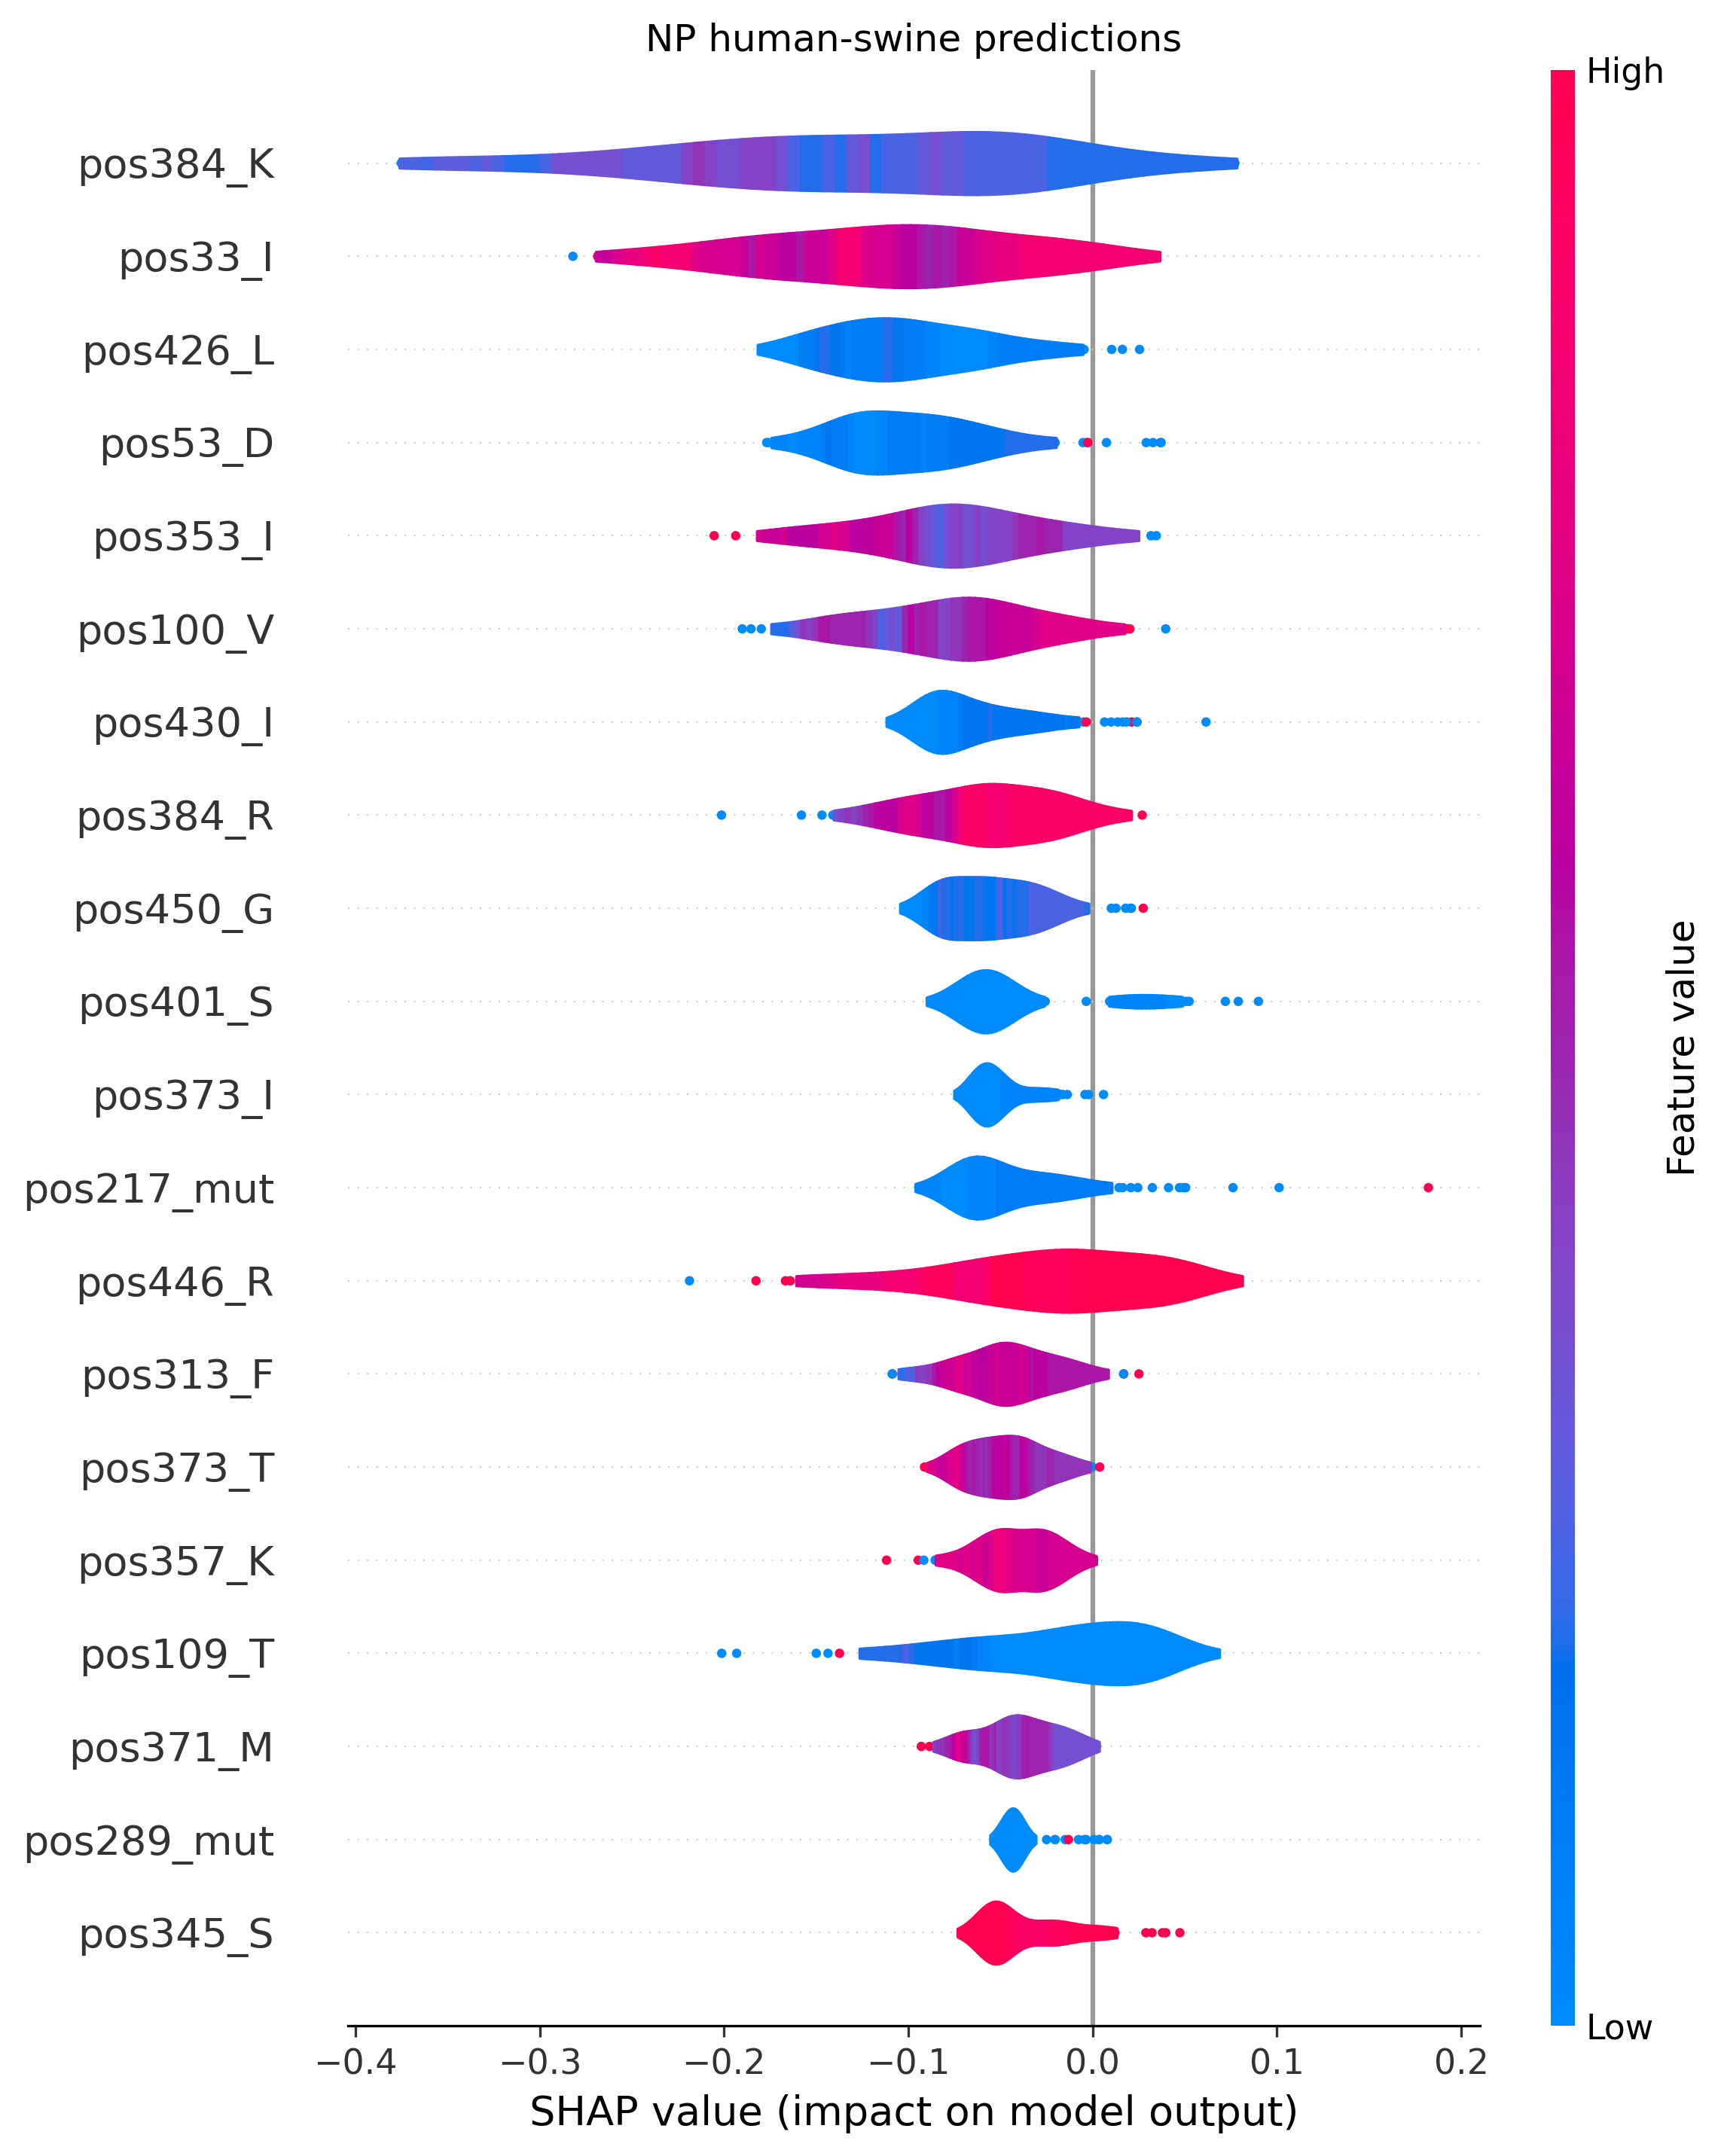 NP human-swine predictions
High
pos384_K
pos33_I
pos426_L
pos53_D
pos353_I
pos100_V
pos430_I
pos384_R
pos450_G
pos401_S
pos373_I
pos217_mut
pos446_R
pos313_F
pos373_T
pos357_K
pos109_T
pos371_M
pos289_mut
pos345_S
Feature value
Low
−0.4 −0.3 −0.2 −0.1 0.0 0.1 0.2
SHAP value (impact on model output)